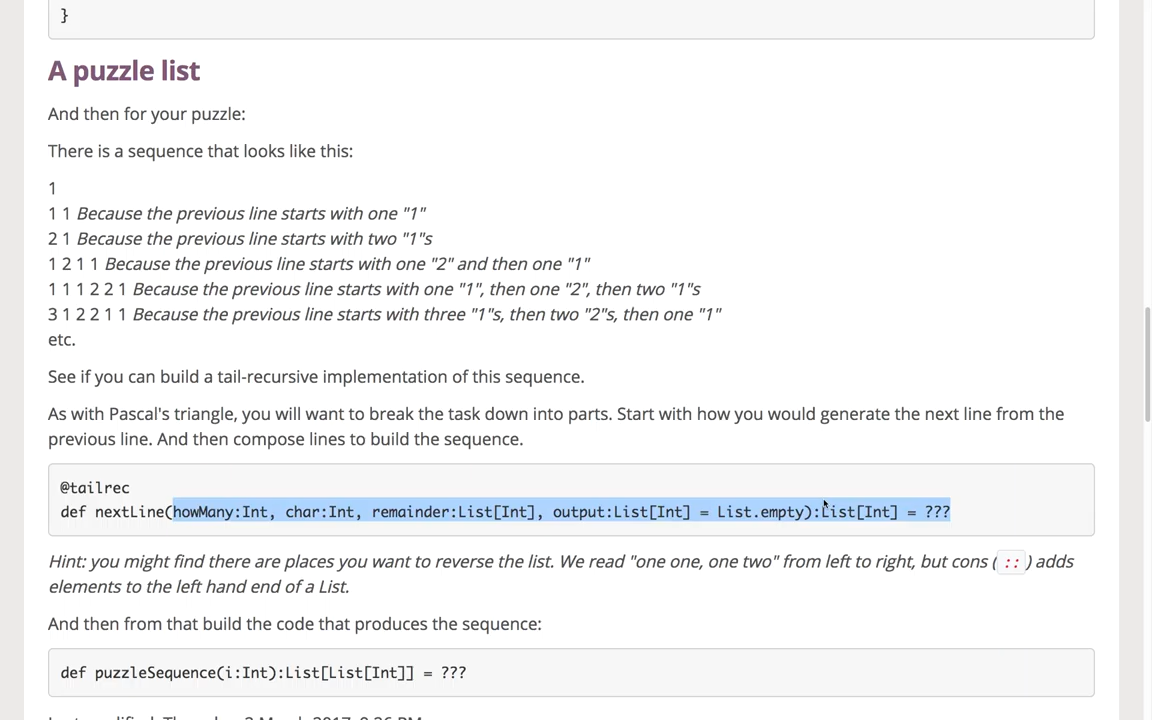 }
A puzzle list
And then for your puzzle:
There is a sequence that looks like this:
1
1 1 Because the previous line starts with one "1"
2 1 Because the previous line starts with two "1"s
1 2 1 1 Because the previous line starts with one "2" and then one "1"
1 1 1 2 2 1 Because the previous line starts with one "1", then one "2", then two "1"s
3 1 2 2 1 1 Because the previous line starts with three "1"s, then two "2"s, then one "1"
etc.
See if you can build a tail-recursive implementation of this sequence.
As with Pascal's triangle, you will want to break the task down into parts. Start with how you would generate the next line from the
previous line. And then compose lines to build the sequence.
@tailrec
def nextLine(howMany:Int, char:Int, remainder:List[Int], output:List[Int] = List.empty):List[Int] = ???
Hint: you might find there are places you want to reverse the list. We read "one one, one two" from left to right, but cons ( :: ) adds
elements to the left hand end of a List.
And then from that build the code that produces the sequence:
def puzzleSequence(i:Int):List[List[Int]] = ???
Last modified: Thursday, 2 March 2017, 9:26 PM